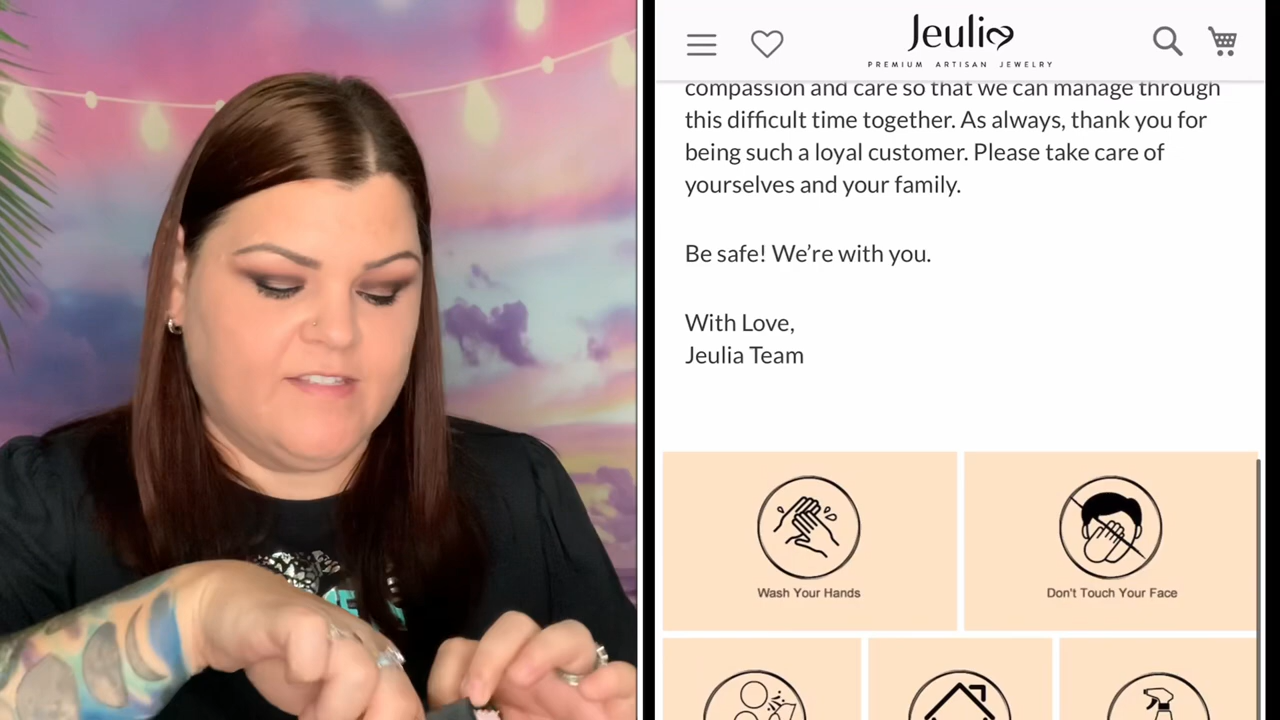 Jeulia
PREMIUM ARTISAN JEWELRY
compassion and care so that we can manage through
this difficult time together. As always, thank you for
being such a loyal customer. Please take care of
yourselves and your family.
Be safe! We’re with you.
With Love,
Jeulia Team
Wash Your Hands
Don't Touch Your Face